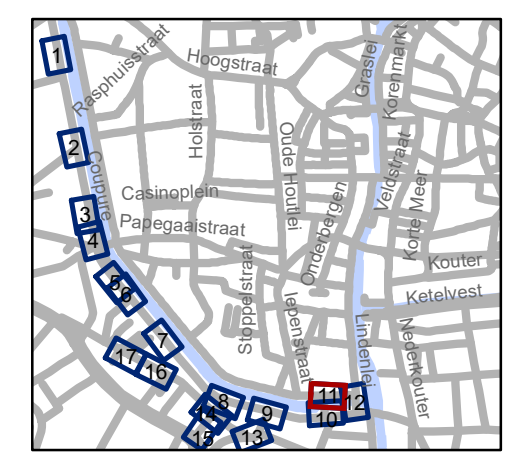 1
Rasphuisstraat
Hoogstraat
Graslei
Korenmarkt
2
Coupure
Holstraat
Oude Houtlei
Veldstraat
3
Casinoplein
Onderbergen
Korte Meer
4
Papegaaistraat
Stoppelstraat
Kouter
5
6
Ketelvest
7
Iepenstraat
Lindenlei
Nederkouter
17
16
8
14
9
11
12
10
15
13